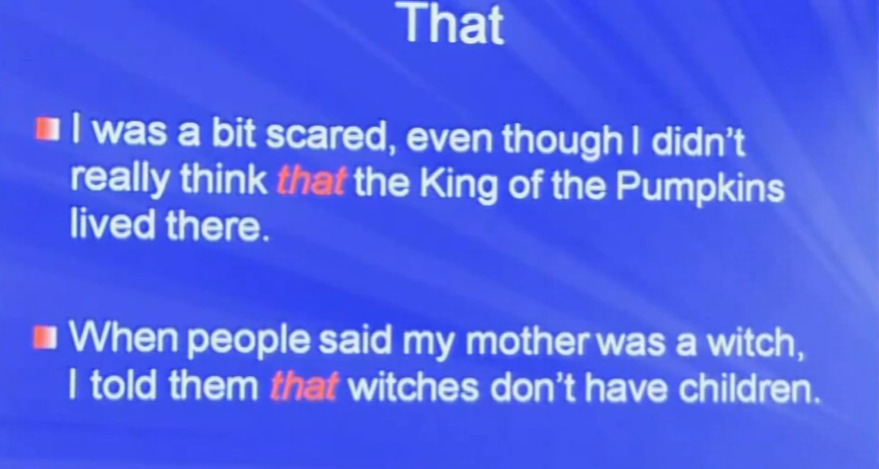 That
I was a bit scared, even though I didn't
really think that the King of the Pumpkins
lived there.
When people said my mother was a witch,
I told them that witches don't have children.